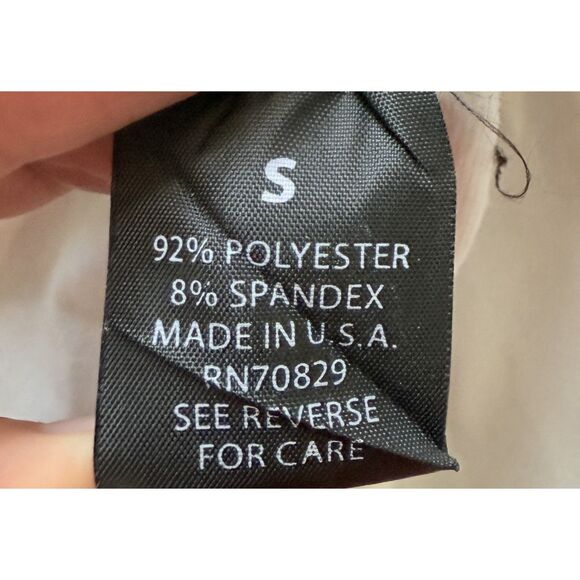 S
92% POLYESTER
8% SPANDEX
MADE IN U.S.A.
RN70829
SEE REVERSE
FOR CARE